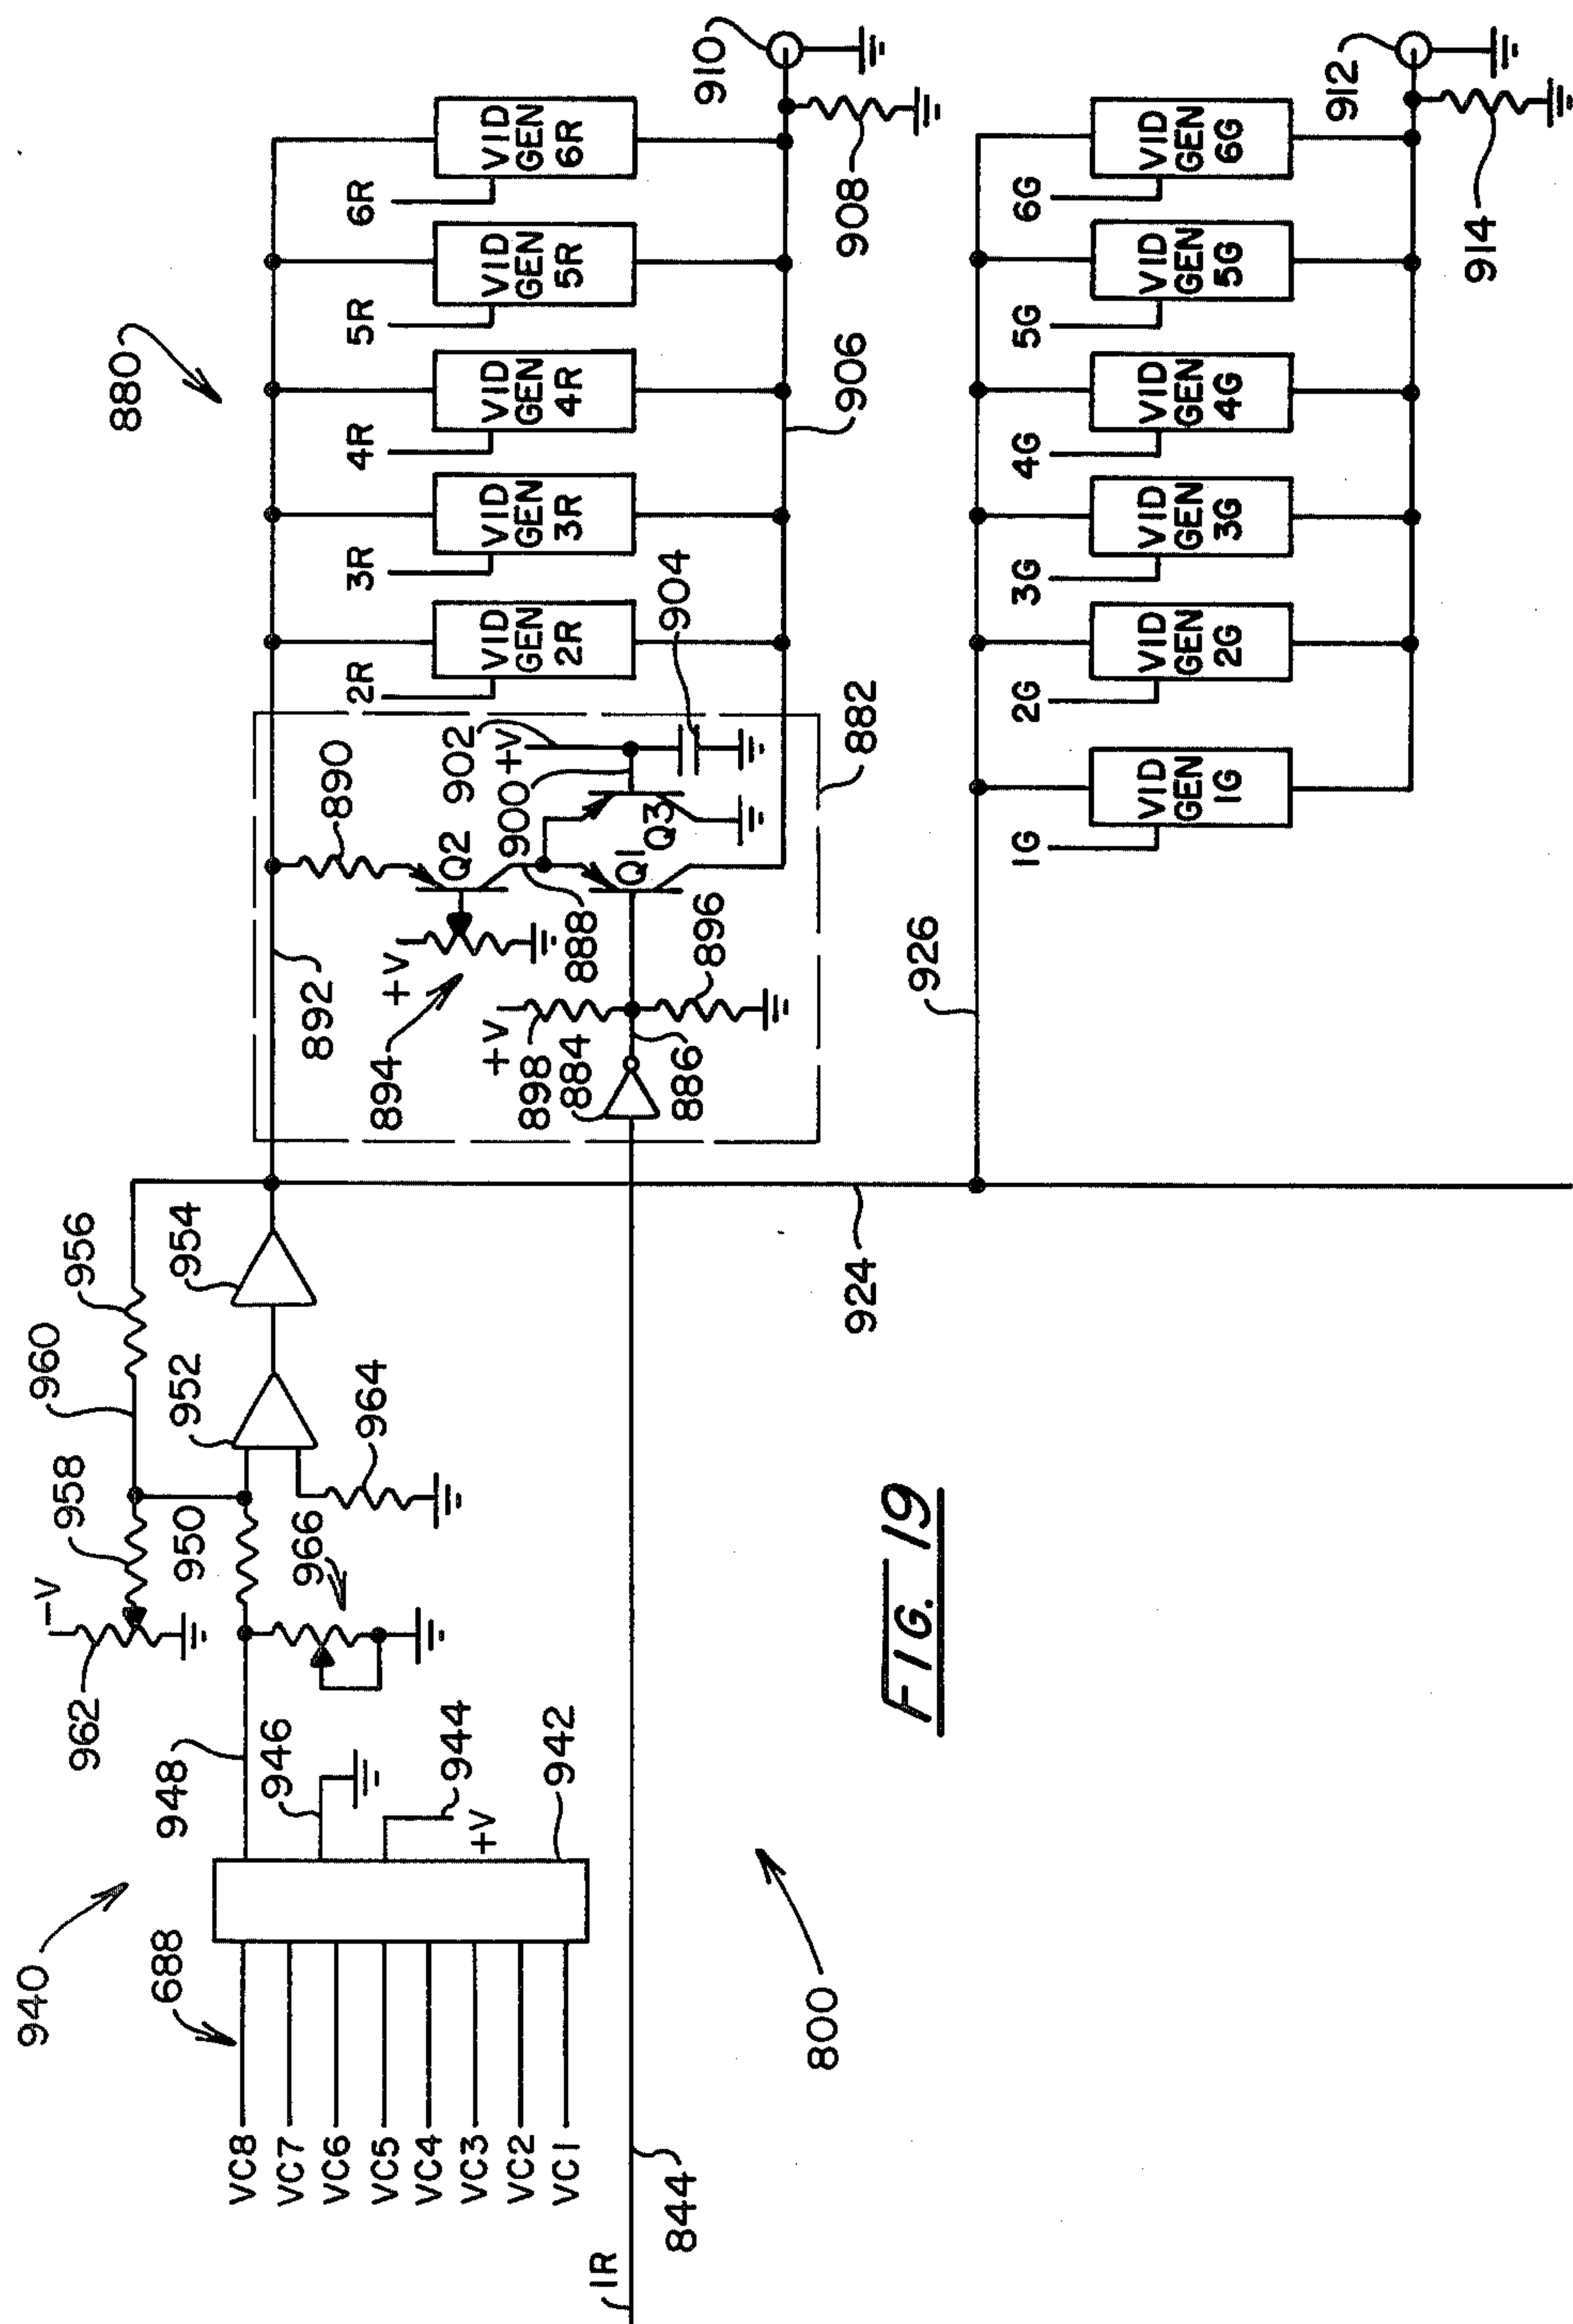 940
688
VC8
VC7
VC6
VC5
VC4
VC3
VC2
VC1
948
946
944
+V
942
962
-V
958
950
966
960
952
964
956
954
1R
844
800
924
926
880
892
894
+V
890
Q2
888
+V
898
884
886
896
Q1
Q3
900
902
+V
904
882
2R
VID
GEN
2R
3R
VID
GEN
3R
4R
VID
GEN
4R
5R
VID
GEN
5R
6R
VID
GEN
6R
906
908
910
1G
VID
GEN
1G
2G
VID
GEN
2G
3G
VID
GEN
3G
4G
VID
GEN
4G
5G
VID
GEN
5G
6G
VID
GEN
6G
912
914
FIG. 19